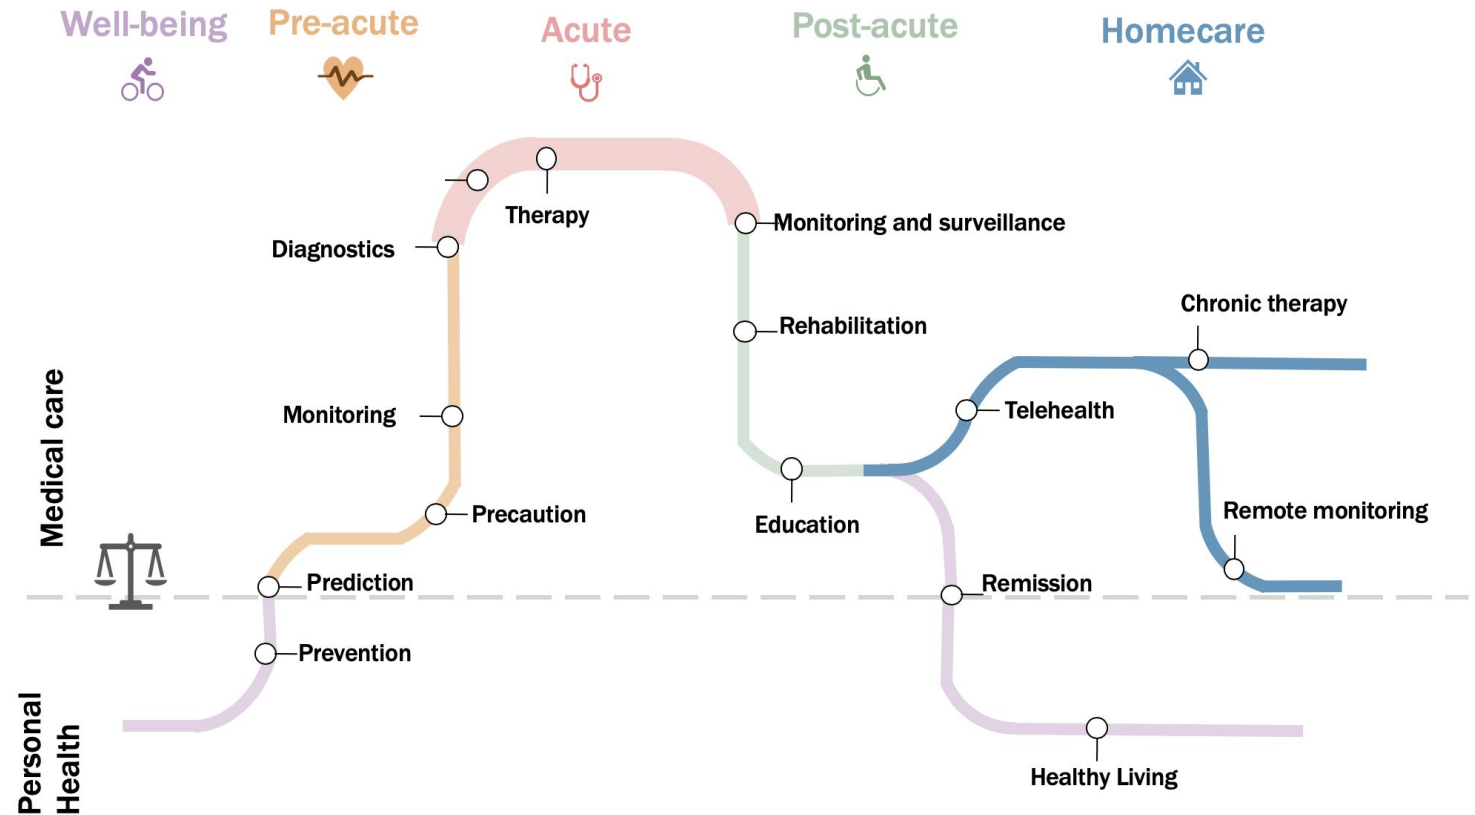 Well-being
Pre-acute
Acute
Post-acute
Homecare
Therapy
Diagnostics
Monitoring and surveillance
Chronic therapy
Rehabilitation
Monitoring
Telehealth
Medical care
Precaution
Education
Remote monitoring
Prediction
Remission
Prevention
Personal
Health
Healthy Living